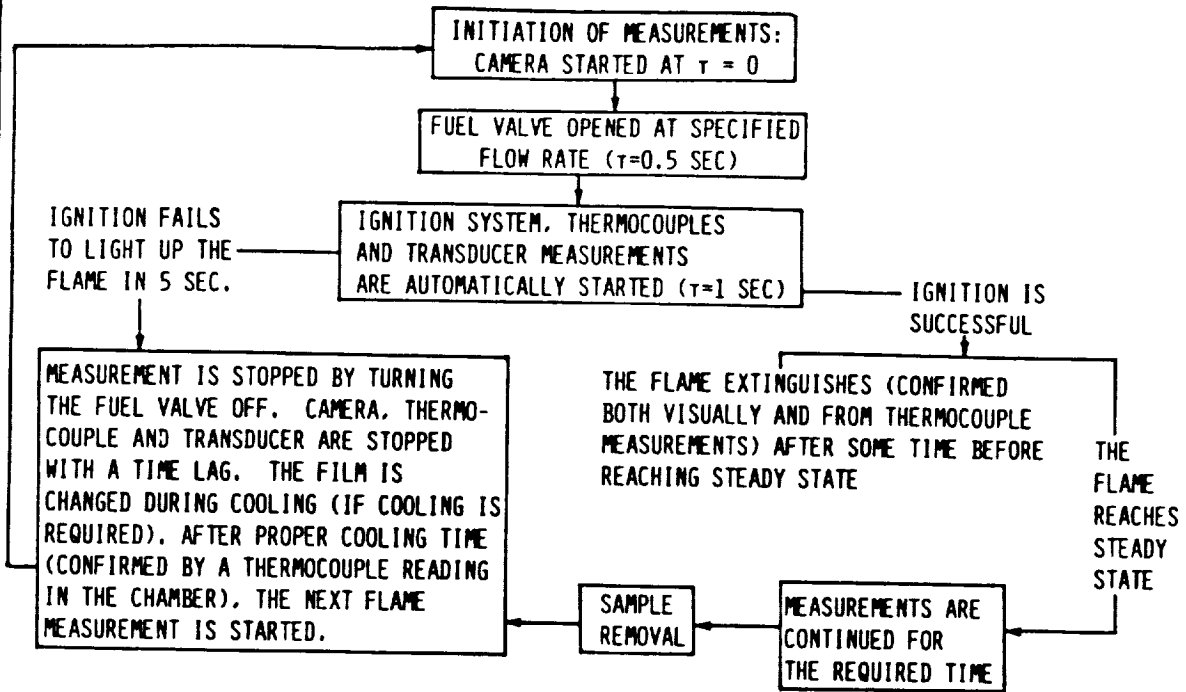 INITIATION OF MEASUREMENTS:
CAMERA STARTED AT τ = 0
FUEL VALVE OPENED AT SPECIFIED
FLOW RATE (τ=0.5 SEC)
IGNITION FAILS
TO LIGHT UP THE
FLAME IN 5 SEC.
IGNITION SYSTEM, THERMOCOUPLES
AND TRANSDUCER MEASUREMENTS
ARE AUTOMATICALLY STARTED (τ=1 SEC)
IGNITION IS
SUCCESSFUL
MEASUREMENT IS STOPPED BY TURNING
THE FUEL VALVE OFF. CAMERA, THERMO-
COUPLE AND TRANSDUCER ARE STOPPED
WITH A TIME LAG. THE FILM IS
CHANGED DURING COOLING (IF COOLING IS
REQUIRED). AFTER PROPER COOLING TIME
(CONFIRMED BY A THERMOCOUPLE READING
IN THE CHAMBER), THE NEXT FLAME
MEASUREMENT IS STARTED.
THE FLAME EXTINGUISHES (CONFIRMED
BOTH VISUALLY AND FROM THERMOCOUPLE
MEASUREMENTS) AFTER SOME TIME BEFORE
REACHING STEADY STATE
THE
FLAME
REACHES
STEADY
STATE
SAMPLE
REMOVAL
MEASUREMENTS ARE
CONTINUED FOR
THE REQUIRED TIME